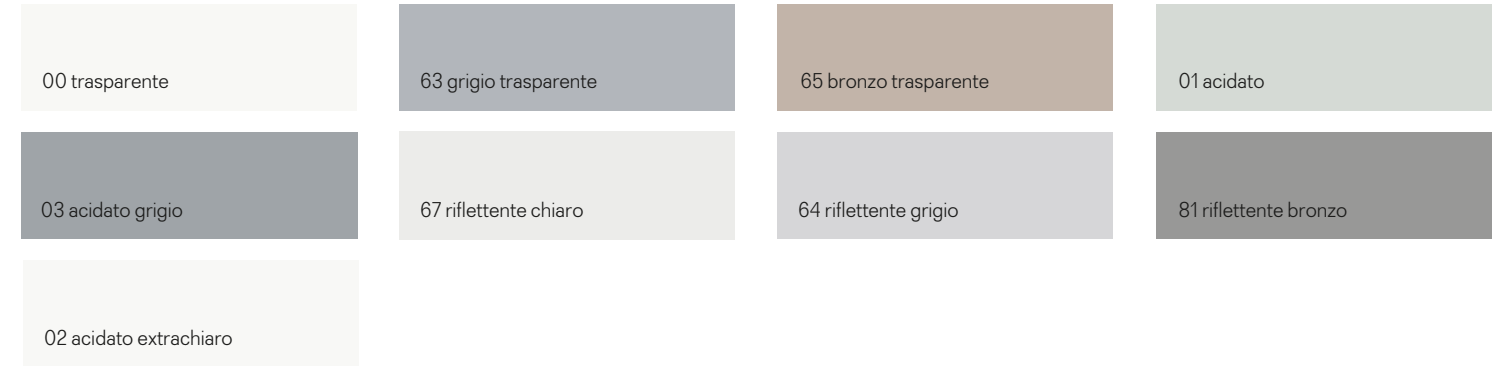 00 trasparente
63 grigio trasparente
65 bronzo trasparente
01 acidato
03 acidato grigio
67 riflettente chiaro
64 riflettente grigio
81 riflettente bronzo
02 acidato extrachiaro